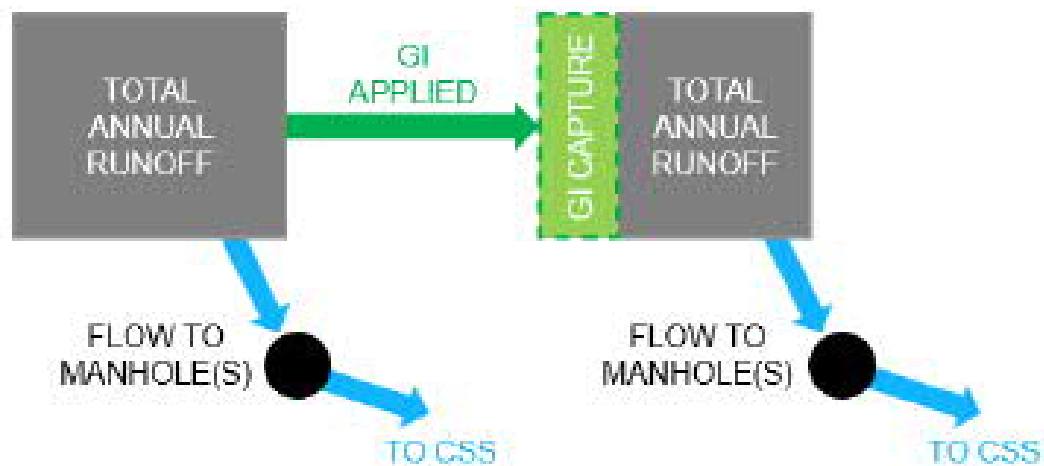 TOTAL
ANNUAL
RUNOFF
GI
APPLIED
GI CAPTURE
TOTAL
ANNUAL
RUNOFF
FLOW TO
MANHOLE(S)
TO CSS
FLOW TO
MANHOLE(S)
TO CSS